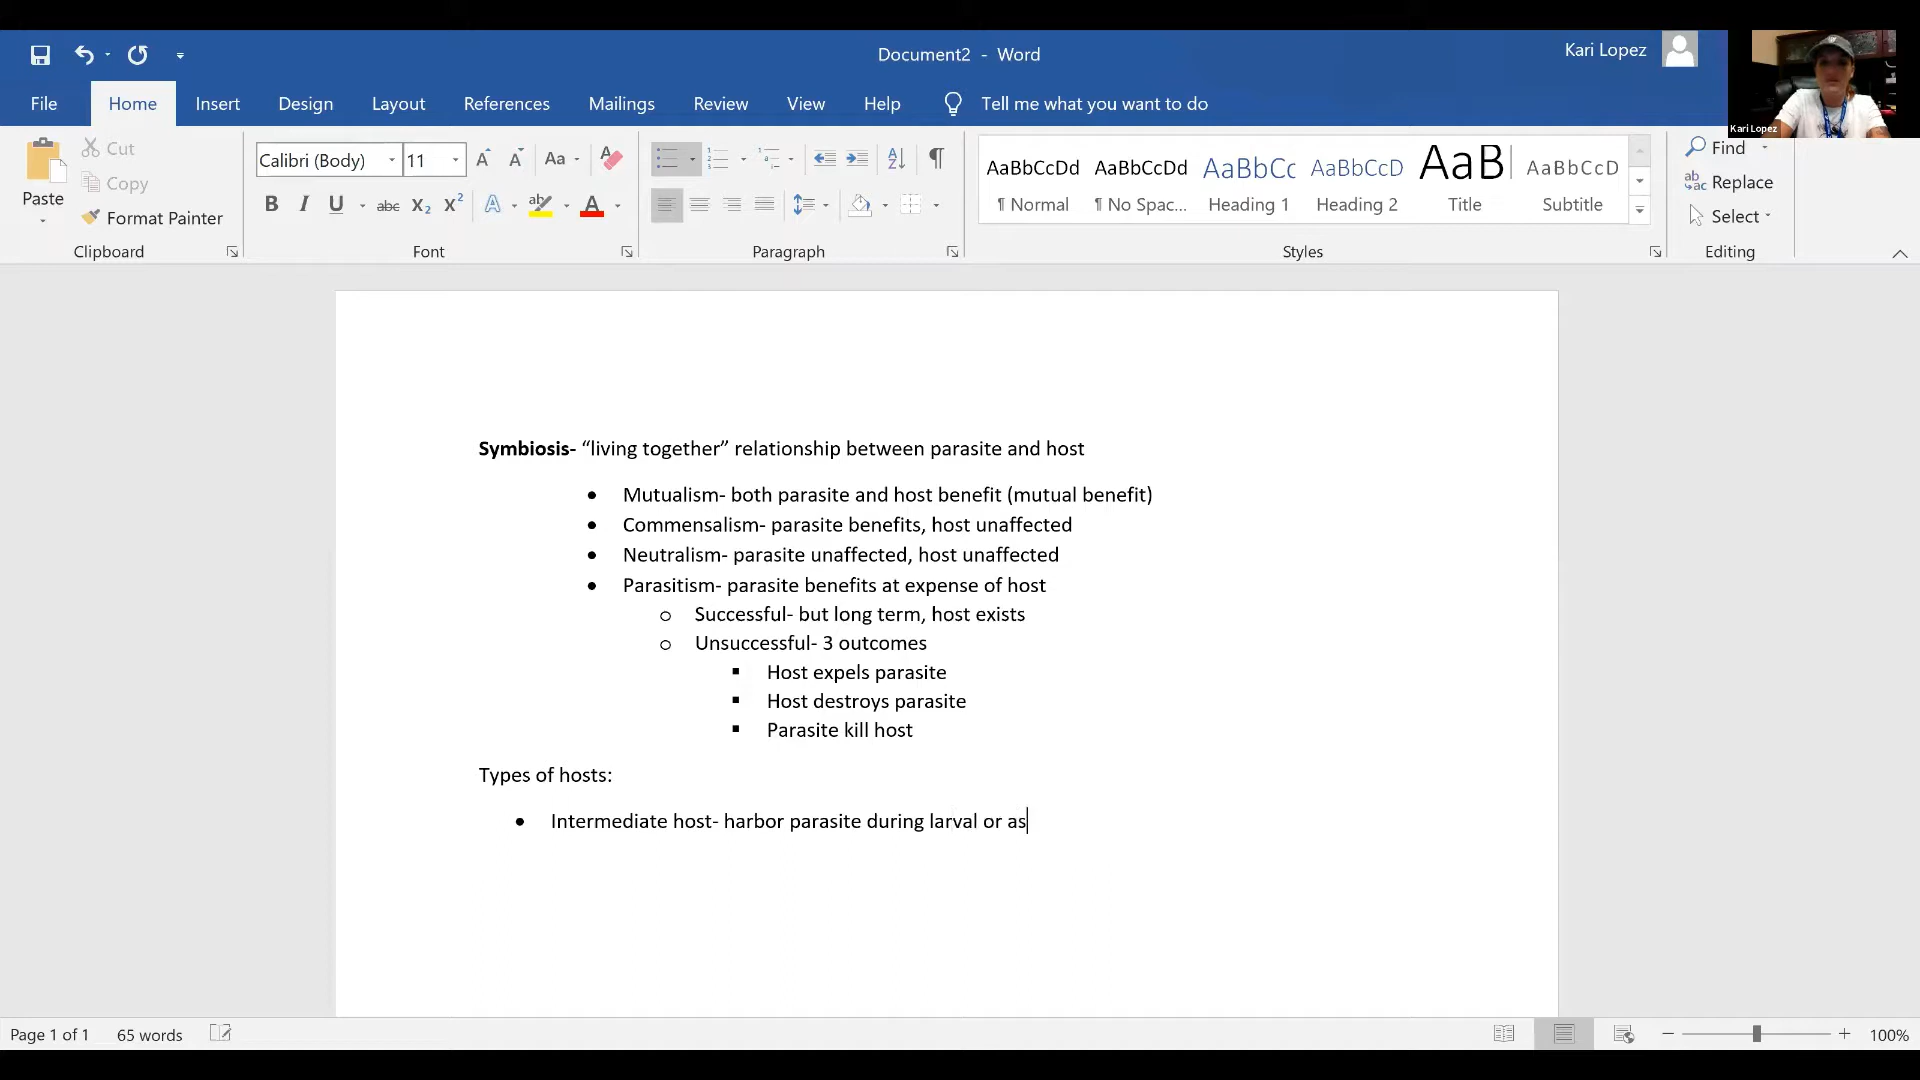 Document2 - Word
Kari Lopez
Kari Lopez
File Home Insert Design Layout References Mailings Review View Help Tell me what you want to do
Paste
Cut
Copy
Format Painter
Clipboard
Calibri (Body) 11
Font
Paragraph
AaBbCcDd AaBbCcDd AaBbCc AaBbCcD AaB AaBbCcD
¶ Normal ¶ No Spac... Heading 1 Heading 2 Title Subtitle
Styles
Find
Replace
Select
Editing
Symbiosis- “living together” relationship between parasite and host
• Mutualism- both parasite and host benefit (mutual benefit)
• Commensalism- parasite benefits, host unaffected
• Neutralism- parasite unaffected, host unaffected
• Parasitism- parasite benefits at expense of host
o Successful- but long term, host exists
o Unsuccessful- 3 outcomes
▪ Host expels parasite
▪ Host destroys parasite
▪ Parasite kill host
Types of hosts:
• Intermediate host- harbor parasite during larval or as
Page 1 of 1 65 words 100%